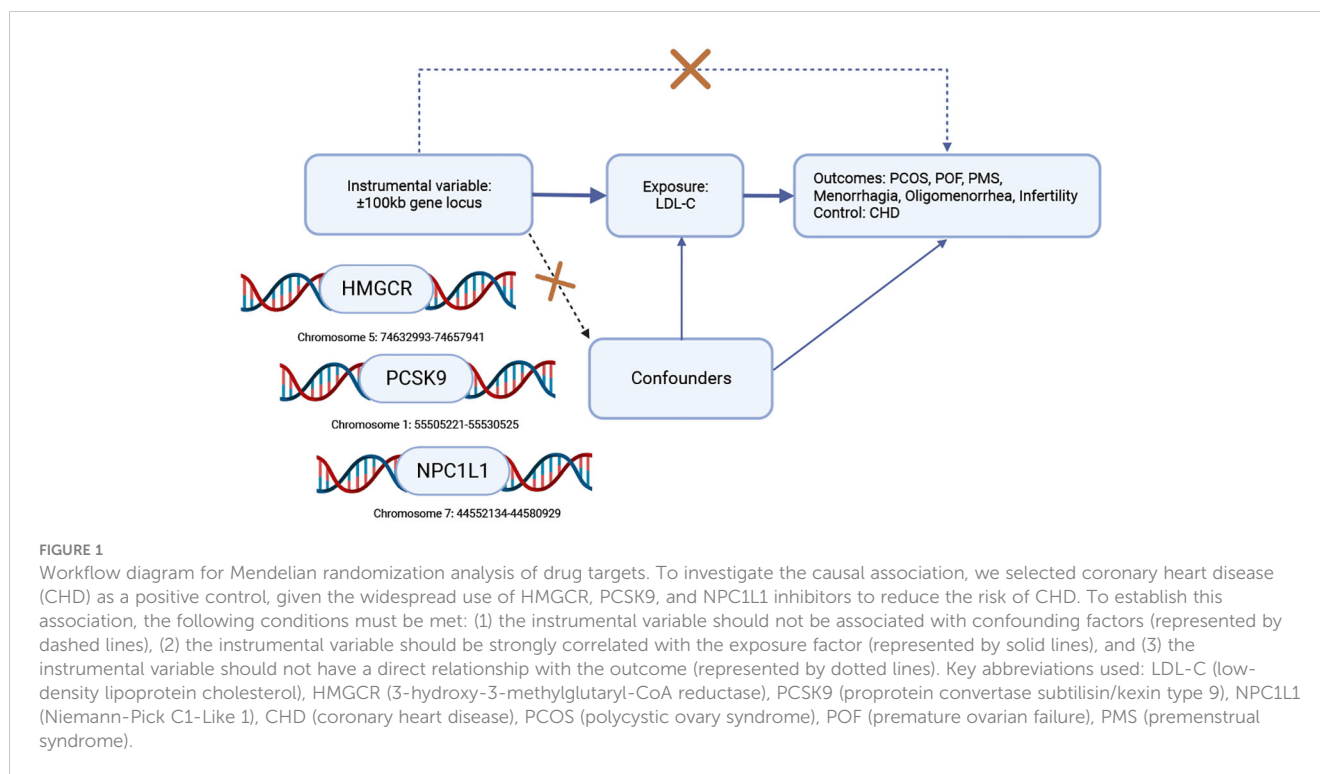 Instrumental variable:
±100kb gene locus
Exposure:
LDL-C
Outcomes: PCOS, POF, PMS,
Menorrhagia, Oligomenorrhea, Infertility
Control: CHD
HMGCR
Chromosome 5: 74632993-74657941
PCSK9
Chromosome 1: 55505221-55530525
NPC1L1
Chromosome 7: 44552134-44580929
Confounders
FIGURE 1
Workflow diagram for Mendelian randomization analysis of drug targets. To investigate the causal association, we selected coronary heart disease
(CHD) as a positive control, given the widespread use of HMGCR, PCSK9, and NPC1L1 inhibitors to reduce the risk of CHD. To establish this
association, the following conditions must be met: (1) the instrumental variable should not be associated with confounding factors (represented by
dashed lines), (2) the instrumental variable should be strongly correlated with the exposure factor (represented by solid lines), and (3) the
instrumental variable should not have a direct relationship with the outcome (represented by dotted lines). Key abbreviations used: LDL-C (low-
density lipoprotein cholesterol), HMGCR (3-hydroxy-3-methylglutaryl-CoA reductase), PCSK9 (proprotein convertase subtilisin/kexin type 9), NPC1L1
(Niemann-Pick C1-Like 1), CHD (coronary heart disease), PCOS (polycystic ovary syndrome), POF (premature ovarian failure), PMS (premenstrual
syndrome).